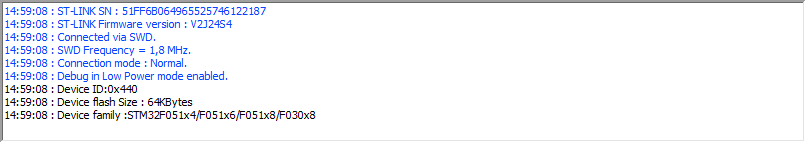 14:59:08 : ST-LINK SN : 51FF6B064965525746122187
14:59:08 : ST-LINK Firmware version : V2J24S4
14:59:08 : Connected via SWD.
14:59:08 : SWD Frequency = 1,8 MHz.
14:59:08 : Connection mode : Normal.
14:59:08 : Debug in Low Power mode enabled.
14:59:08 : Device ID:0x440
14:59:08 : Device flash Size : 64KBytes
14:59:08 : Device family :STM32F051x4/F051x6/F051x8/F030x8